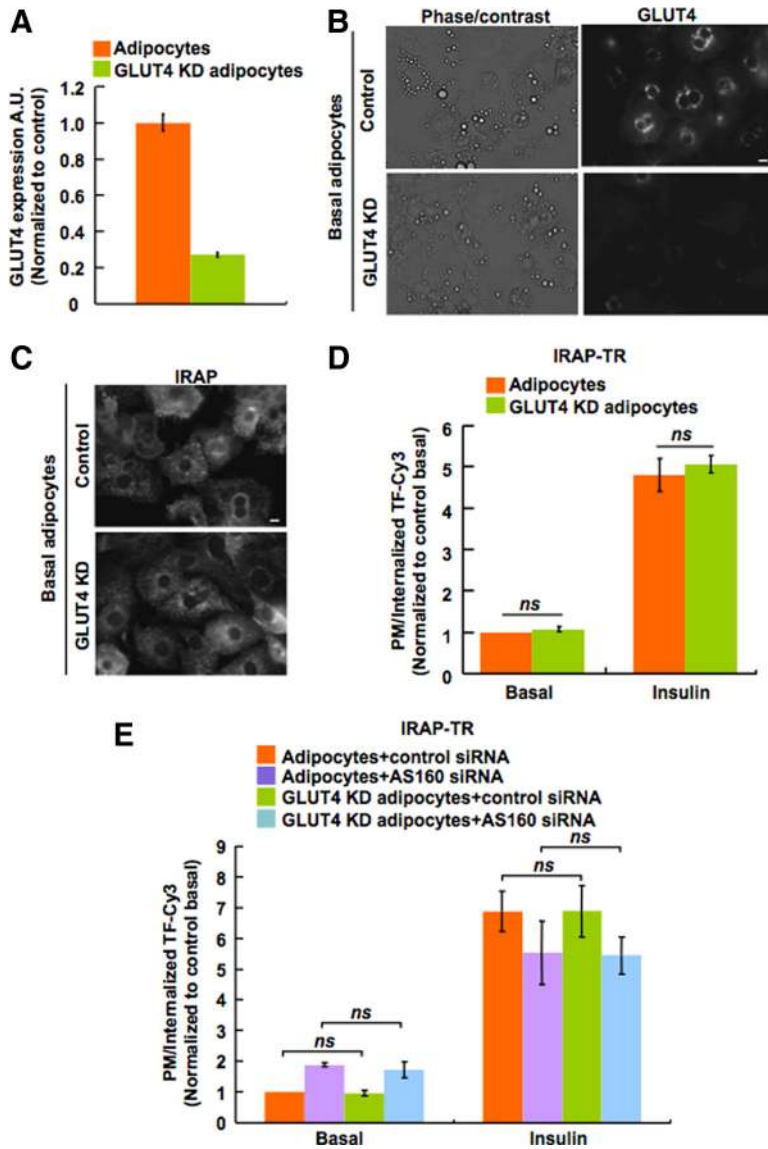 A
Adipocytes
GLUT4 KD adipocytes
GLUT4 expression A.U.
(Normalized to control)
1.2
1.0
0.8
0.6
0.4
0.2
0
B
Phase/contrast
GLUT4
Basal adipocytes
Control
GLUT4 KD
C
IRAP
Basal adipocytes
Control
GLUT4 KD
D
IRAP-TR
Adipocytes
GLUT4 KD adipocytes
PM/Internalized TF-Cy3
(Normalized to control basal)
6
5
4
3
2
1
0
ns
ns
Basal
Insulin
E
IRAP-TR
Adipocytes+control siRNA
Adipocytes+AS160 siRNA
GLUT4 KD adipocytes+control siRNA
GLUT4 KD adipocytes+AS160 siRNA
PM/Internalized TF-Cy3
(Normalized to control basal)
9
8
7
6
5
4
3
2
1
0
ns
ns
ns
ns
Basal
Insulin